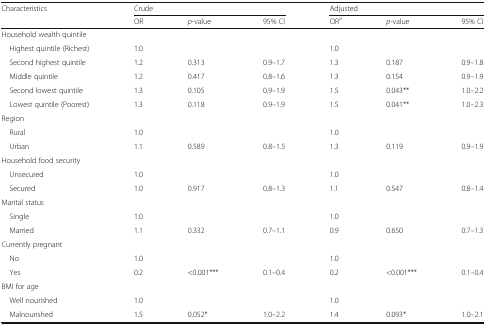 Characteristics Crude Adjusted
OR p-value 95% CI ORa p-value 95% CI
Household wealth quintile
Highest quintile (Richest) 1.0 1.0
Second highest quintile 1.2 0.313 0.9–1.7 1.3 0.187 0.9–1.8
Middle quintile 1.2 0.417 0.8–1.6 1.3 0.154 0.9–1.9
Second lowest quintile 1.3 0.105 0.9–1.9 1.5 0.043** 1.0–2.2
Lowest quintile (Poorest) 1.3 0.118 0.9–1.9 1.5 0.041** 1.0–2.3
Region
Rural 1.0 1.0
Urban 1.1 0.589 0.8–1.5 1.3 0.119 0.9–1.9
Household food security
Unsecured 1.0 1.0
Secured 1.0 0.917 0.8–1.3 1.1 0.547 0.8–1.4
Marital status
Single 1.0 1.0
Married 1.1 0.332 0.7–1.1 0.9 0.650 0.7–1.3
Currently pregnant
No 1.0 1.0
Yes 0.2 <0.001*** 0.1–0.4 0.2 <0.001*** 0.1–0.4
BMI for age
Well nourished 1.0 1.0
Malnourished 1.5 0.052* 1.0–2.2 1.4 0.093* 1.0–2.1